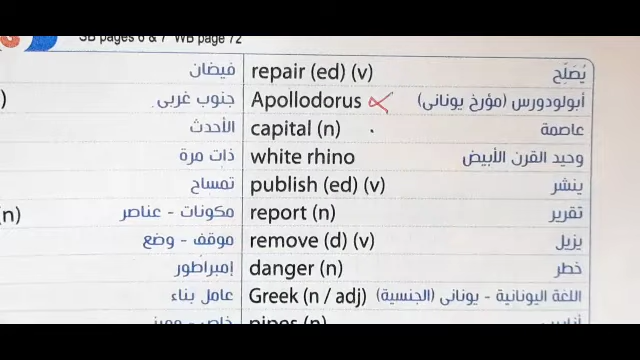 SB pages 6 & 7 WB page 72
فيضان repair (ed) (v) يُصَلِّح
جنوب غربى Apollodorus أبولودورس (مؤرخ يونانى)
الأحدث capital (n) عاصمة
ذات مرة white rhino وحيد القرن الأبيض
تمساح publish (ed) (v) ينشر
(n) مكونات - عناصر report (n) تقرير
موقف - وضع remove (d) (v) يزيل
إمبراطور danger (n) خطر
عامل بناء Greek (n / adj) اللغة اليونانية - يونانى (الجنسية)
pipes (n)